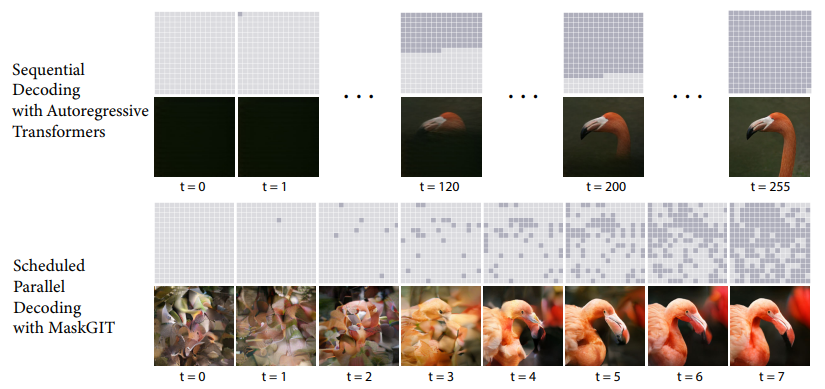 Sequential
Decoding
with Autoregressive
Transformers
• • •
• • •
• • •
t = 0
t = 1
t = 120
t = 200
t = 255
Scheduled
Parallel
Decoding
with MaskGIT
t = 0
t = 1
t = 2
t = 3
t = 4
t = 5
t = 6
t = 7